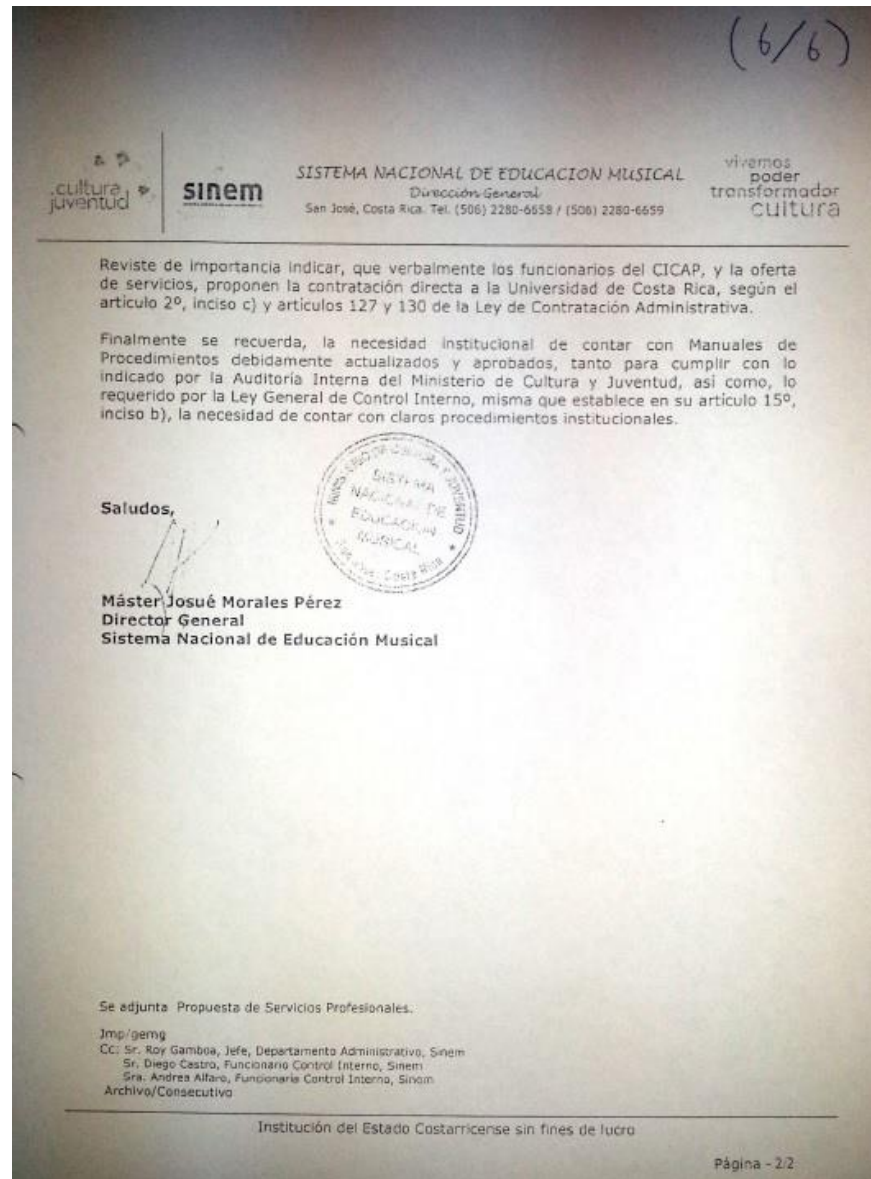 (6/6)
cultura
juventud
sinem
SISTEMA NACIONAL DE EDUCACION MUSICAL
Dirección General
San José, Costa Rica. Tel. (506) 2280-6658 / (506) 2280-6659
vivamos
poder
transformador
cultura
Reviste de importancia indicar, que verbalmente los funcionarios del CICAP, y la oferta
de servicios, proponen la contratación directa a la Universidad de Costa Rica, según el
artículo 2º, inciso c) y artículos 127 y 130 de la Ley de Contratación Administrativa.
Finalmente se recuerda, la necesidad institucional de contar con Manuales de
Procedimientos debidamente actualizados y aprobados, tanto para cumplir con lo
indicado por la Auditoría Interna del Ministerio de Cultura y Juventud, así como, lo
requerido por la Ley General de Control Interno, misma que establece en su artículo 15º,
inciso b), la necesidad de contar con claros procedimientos institucionales.
MINISTERIO DE CULTURA Y JUVENTUD
SISTEMA
NACIONAL DE
EDUCACION
MUSICAL
San José, Costa Rica
Saludos,
Máster Josué Morales Pérez
Director General
Sistema Nacional de Educación Musical
Se adjunta Propuesta de Servicios Profesionales.
Jmp/gemg
Cc: Sr. Roy Gamboa, Jefe, Departamento Administrativo, Sinem
Sr. Diego Castro, Funcionario Control Interno, Sinem
Sra. Andrea Alfaro, Funcionaria Control Interno, Sinem
Archivo/Consecutivo
Institución del Estado Costarricense sin fines de lucro
Página - 2/2